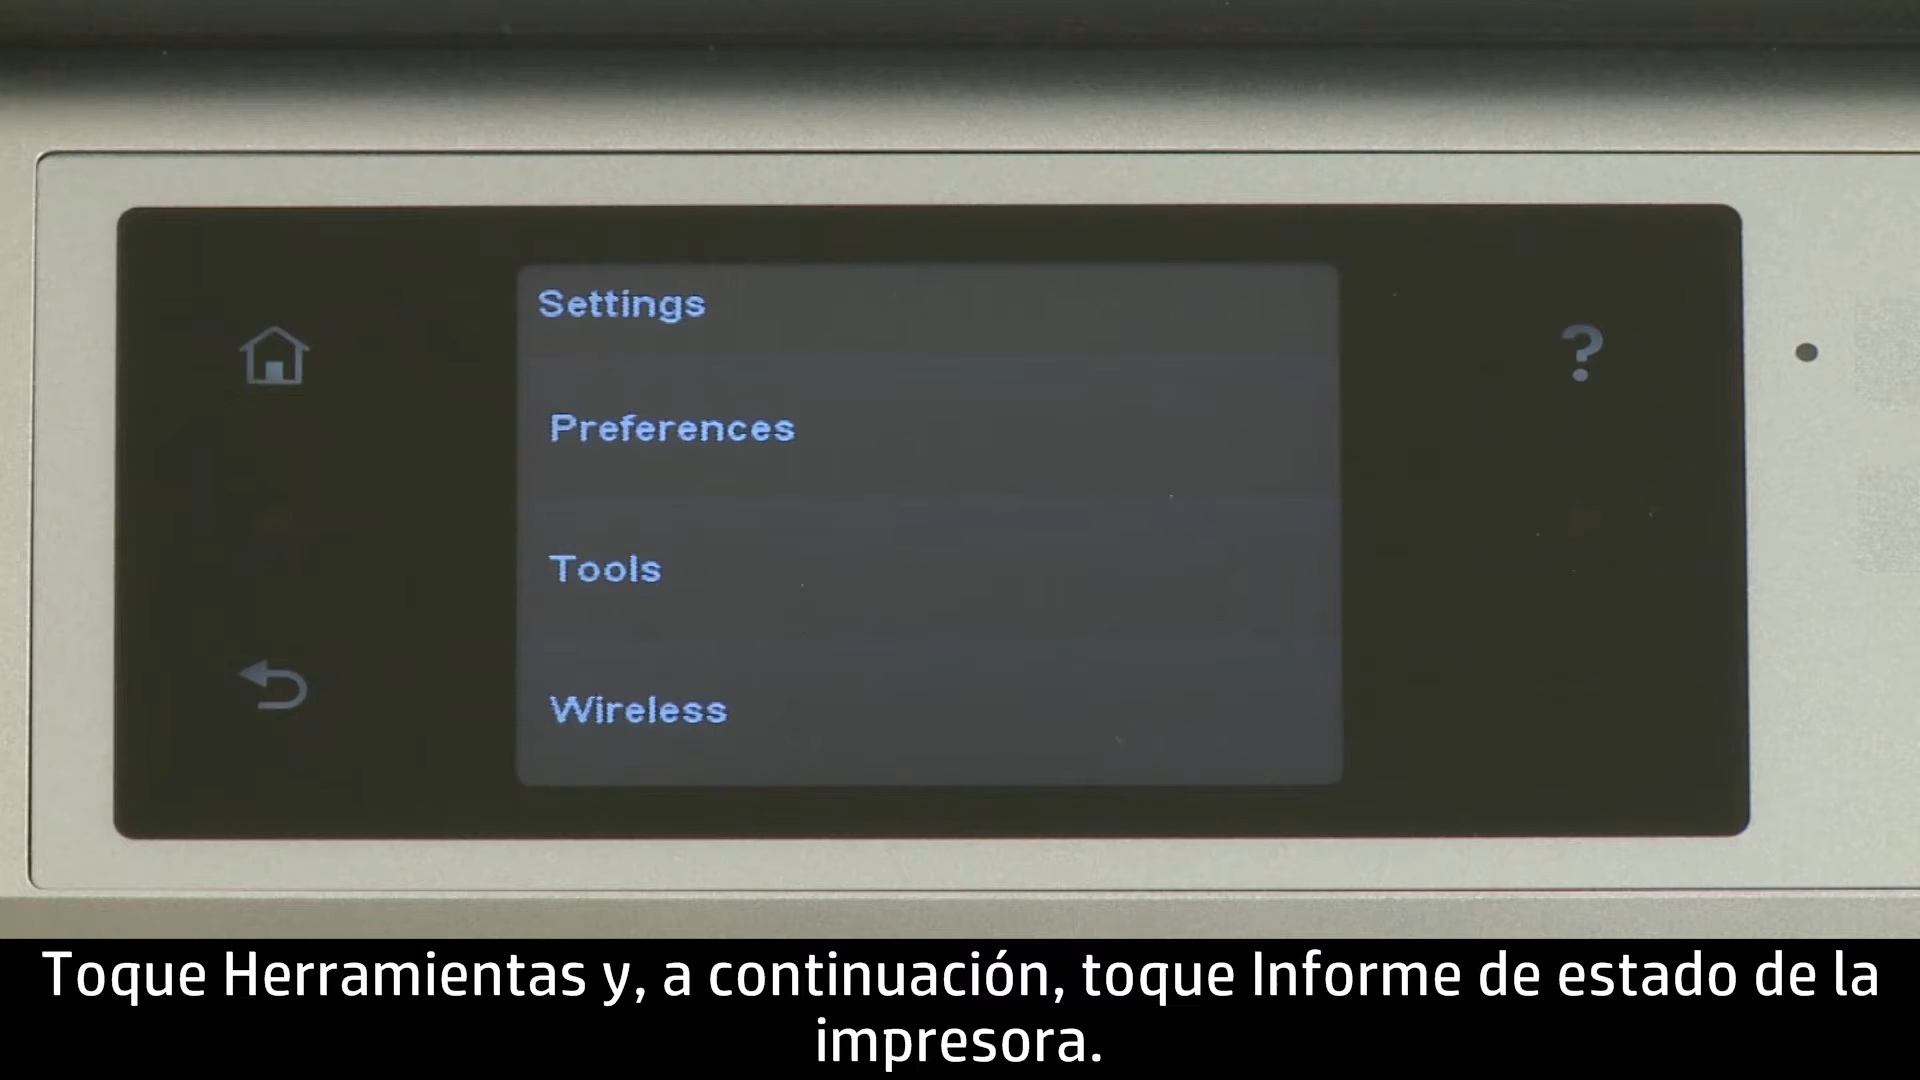 Settings
Preferences
Tools
Wireless
?
Toque Herramientas y, a continuación, toque Informe de estado de la
impresora.